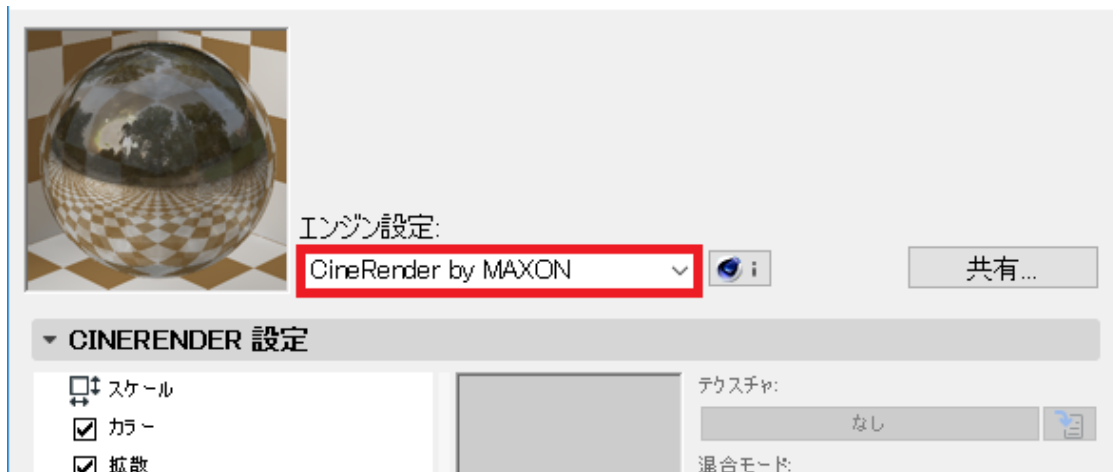 エンジン設定:
CineRender by MAXON
i
共有...
CINERENDER 設定
スケール
テクスチャ:
カラー
なし
拡散
混合モード: